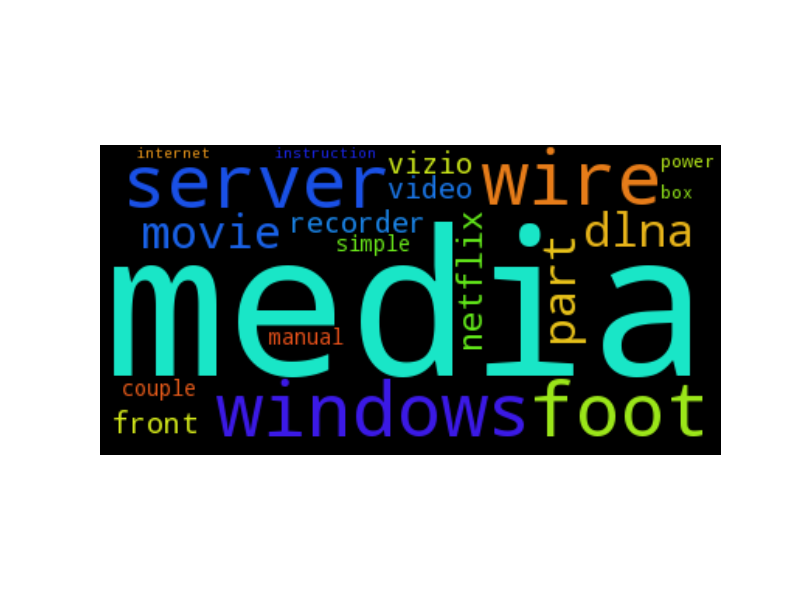 internet instruction vizio wire power
server video box
movie recorder dlna
simple
netflix part
media
manual
couple
front windows foot